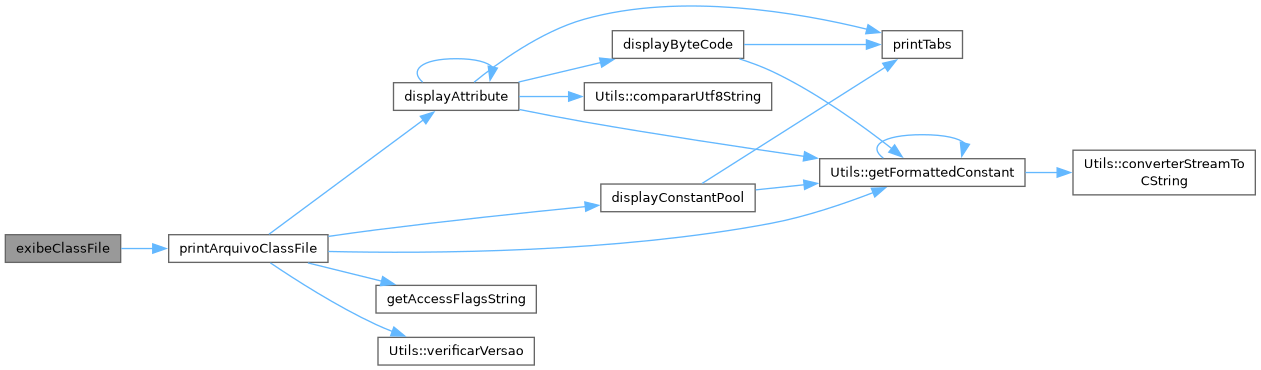 exibeClassFile
printArquivoClassFile
displayAttribute
displayByteCode
printTabs
Utils::compararUtf8String
Utils::getFormattedConstant
Utils::converterStreamTo
CString
displayConstantPool
getAccessFlagsString
Utils::verificarVersao